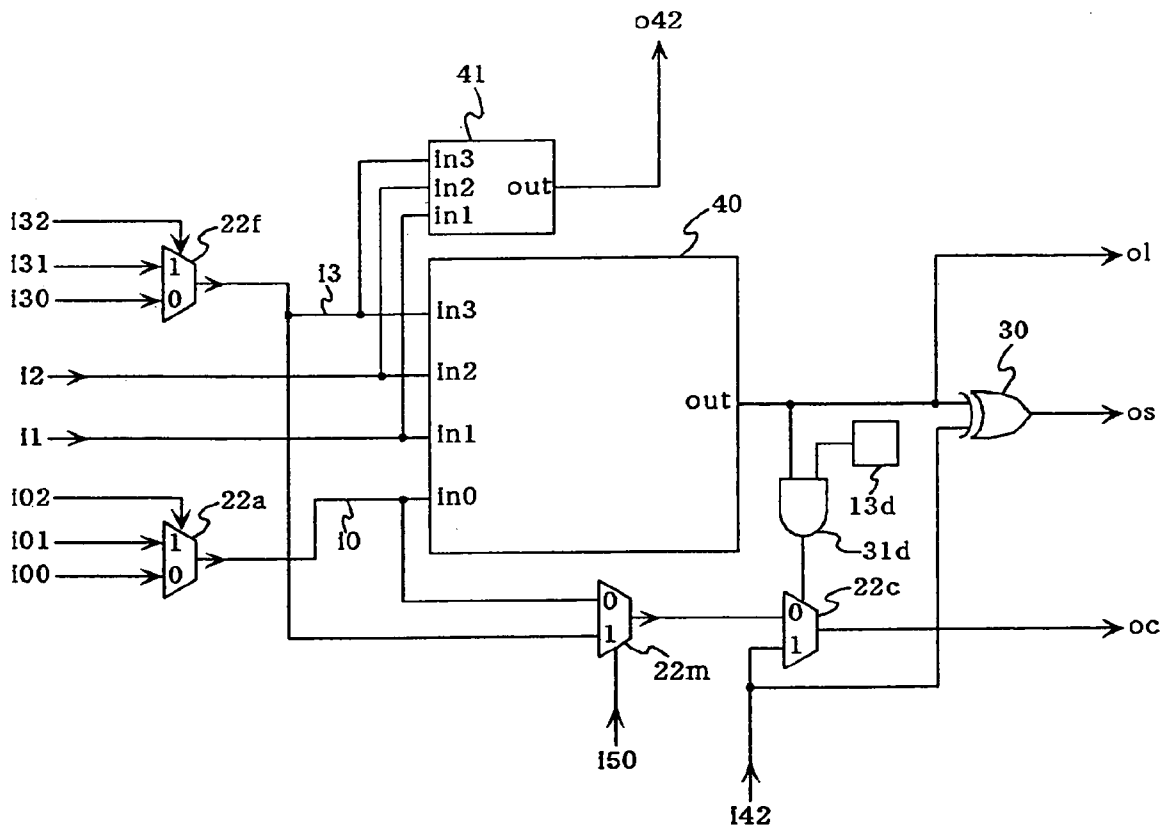 o42
41
in3
in2
out
in1
40
i32
22f
i31
1
i30
0
i3
in3
i2
in2
out
i1
in1
in0
i02
22a
i01
1
i00
0
i0
ol
30
os
13d
31d
22c
0
1
22m
0
1
oc
i50
i42